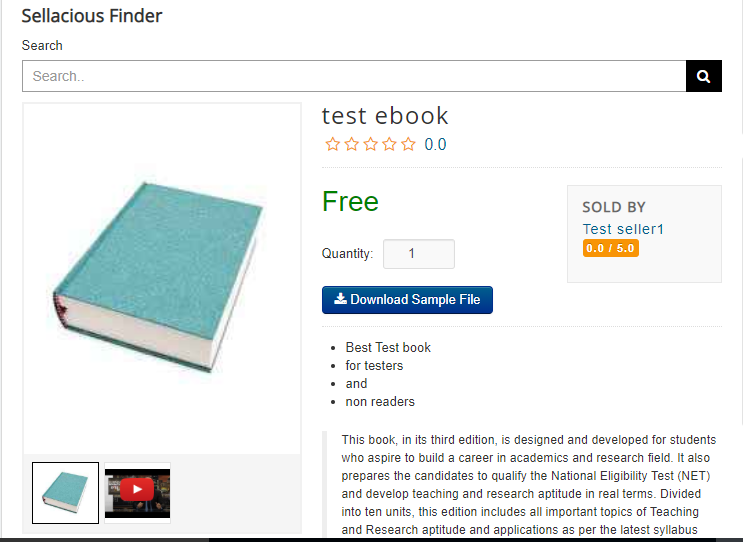 Sellacious Finder
Search
Search..
test ebook
0.0
Free
SOLD BY
Test seller1
0.0 / 5.0
Quantity: 1
Download Sample File
Best Test book
for testers
and
non readers
This book, in its third edition, is designed and developed for students
who aspire to build a career in academics and research field. It also
prepares the candidates to qualify the National Eligibility Test (NET)
and develop teaching and research aptitude in real terms. Divided
into ten units, this edition includes all important topics of Teaching
and Research aptitude and applications as per the latest syllabus